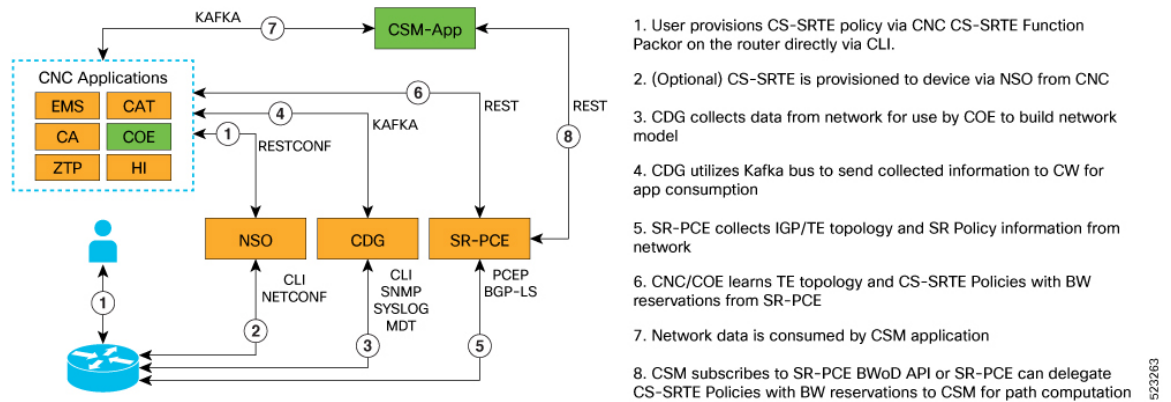 KAFKA
7
CSM-App
CNC Applications
EMS
CAT
CA
COE
ZTP
HI
6
REST
4
KAFKA
1
RESTCONF
REST
8
NSO
CDG
SR-PCE
CLI
NETCONF
CLI
SNMP
SYSLOG
MDT
PCEP
BGP-LS
1
2
3
5
1. User provisions CS-SRTE policy via CNC CS-SRTE Function
Packor on the router directly via CLI.
2. (Optional) CS-SRTE is provisioned to device via NSO from CNC
3. CDG collects data from network for use by COE to build network
model
4. CDG utilizes Kafka bus to send collected information to CW for
app consumption
5. SR-PCE collects IGP/TE topology and SR Policy information from
network
6. CNC/COE learns TE topology and CS-SRTE Policies with BW
reservations from SR-PCE
7. Network data is consumed by CSM application
8. CSM subscribes to SR-PCE BWoD API or SR-PCE can delegate
CS-SRTE Policies with BW reservations to CSM for path computation
523263